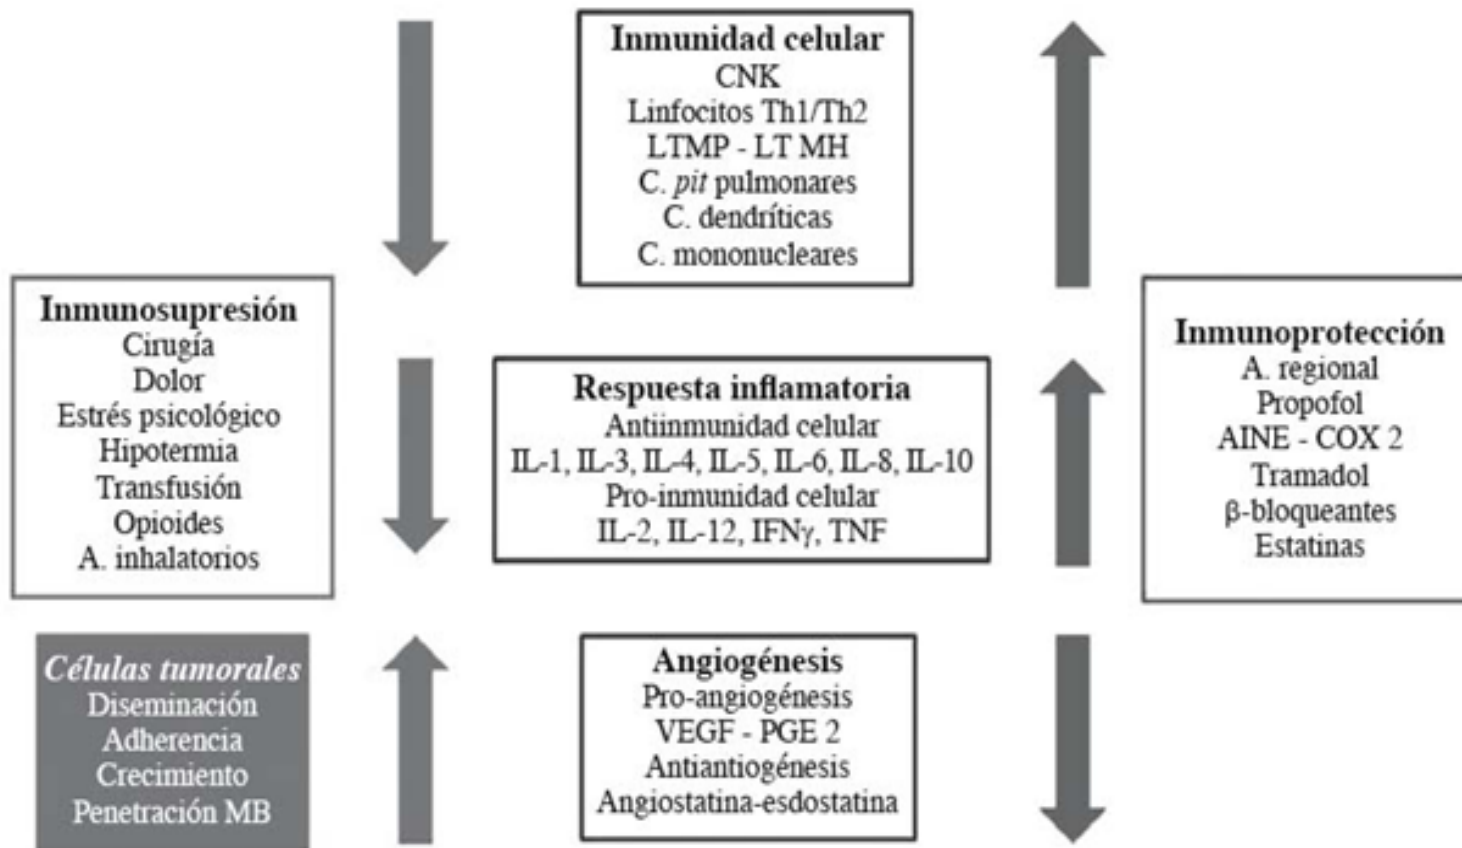 Inmunidad celular
CNK
Linfocitos Th1/Th2
LTMP - LT MH
C. pit pulmonares
C. dendríticas
C. mononucleares
Inmunosupresión
Cirugía
Dolor
Estrés psicológico
Hipotermia
Transfusión
Opioides
A. inhalatorios
Respuesta inflamatoria
Antiinmunidad celular
IL-1, IL-3, IL-4, IL-5, IL-6, IL-8, IL-10
Pro-inmunidad celular
IL-2, IL-12, IFNγ, TNF
Inmunoprotección
A. regional
Propofol
AINE - COX 2
Tramadol
β-bloqueantes
Estatinas
Células tumorales
Diseminación
Adherencia
Crecimiento
Penetración MB
Angiogénesis
Pro-angiogénesis
VEGF - PGE 2
Antiantiogénesis
Angiostatina-esdostatina